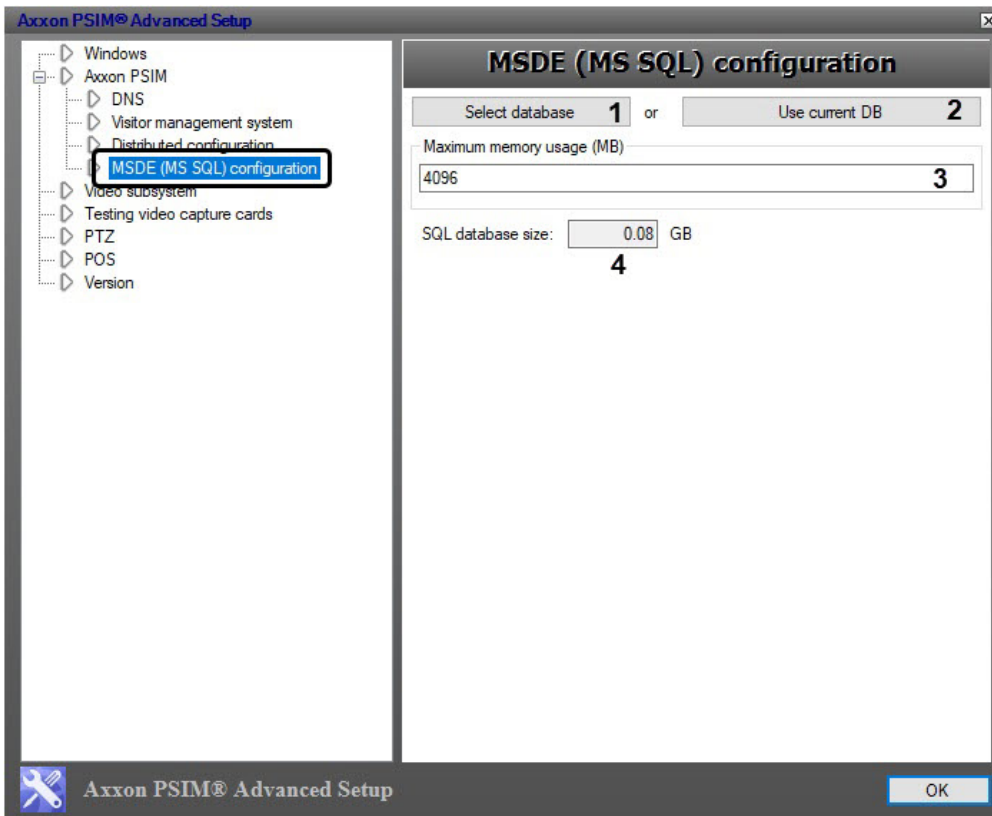 Axxon PSIM® Advanced Setup
Windows
Axxon PSIM
DNS
Visitor management system
Distributed configuration
MSDE (MS SQL) configuration
Video subsystem
Testing video capture cards
PTZ
POS
Version
MSDE (MS SQL) configuration
Select database 1 or Use current DB 2
Maximum memory usage (MB)
4096 3
SQL database size: 0.08 GB
4
Axxon PSIM® Advanced Setup
OK